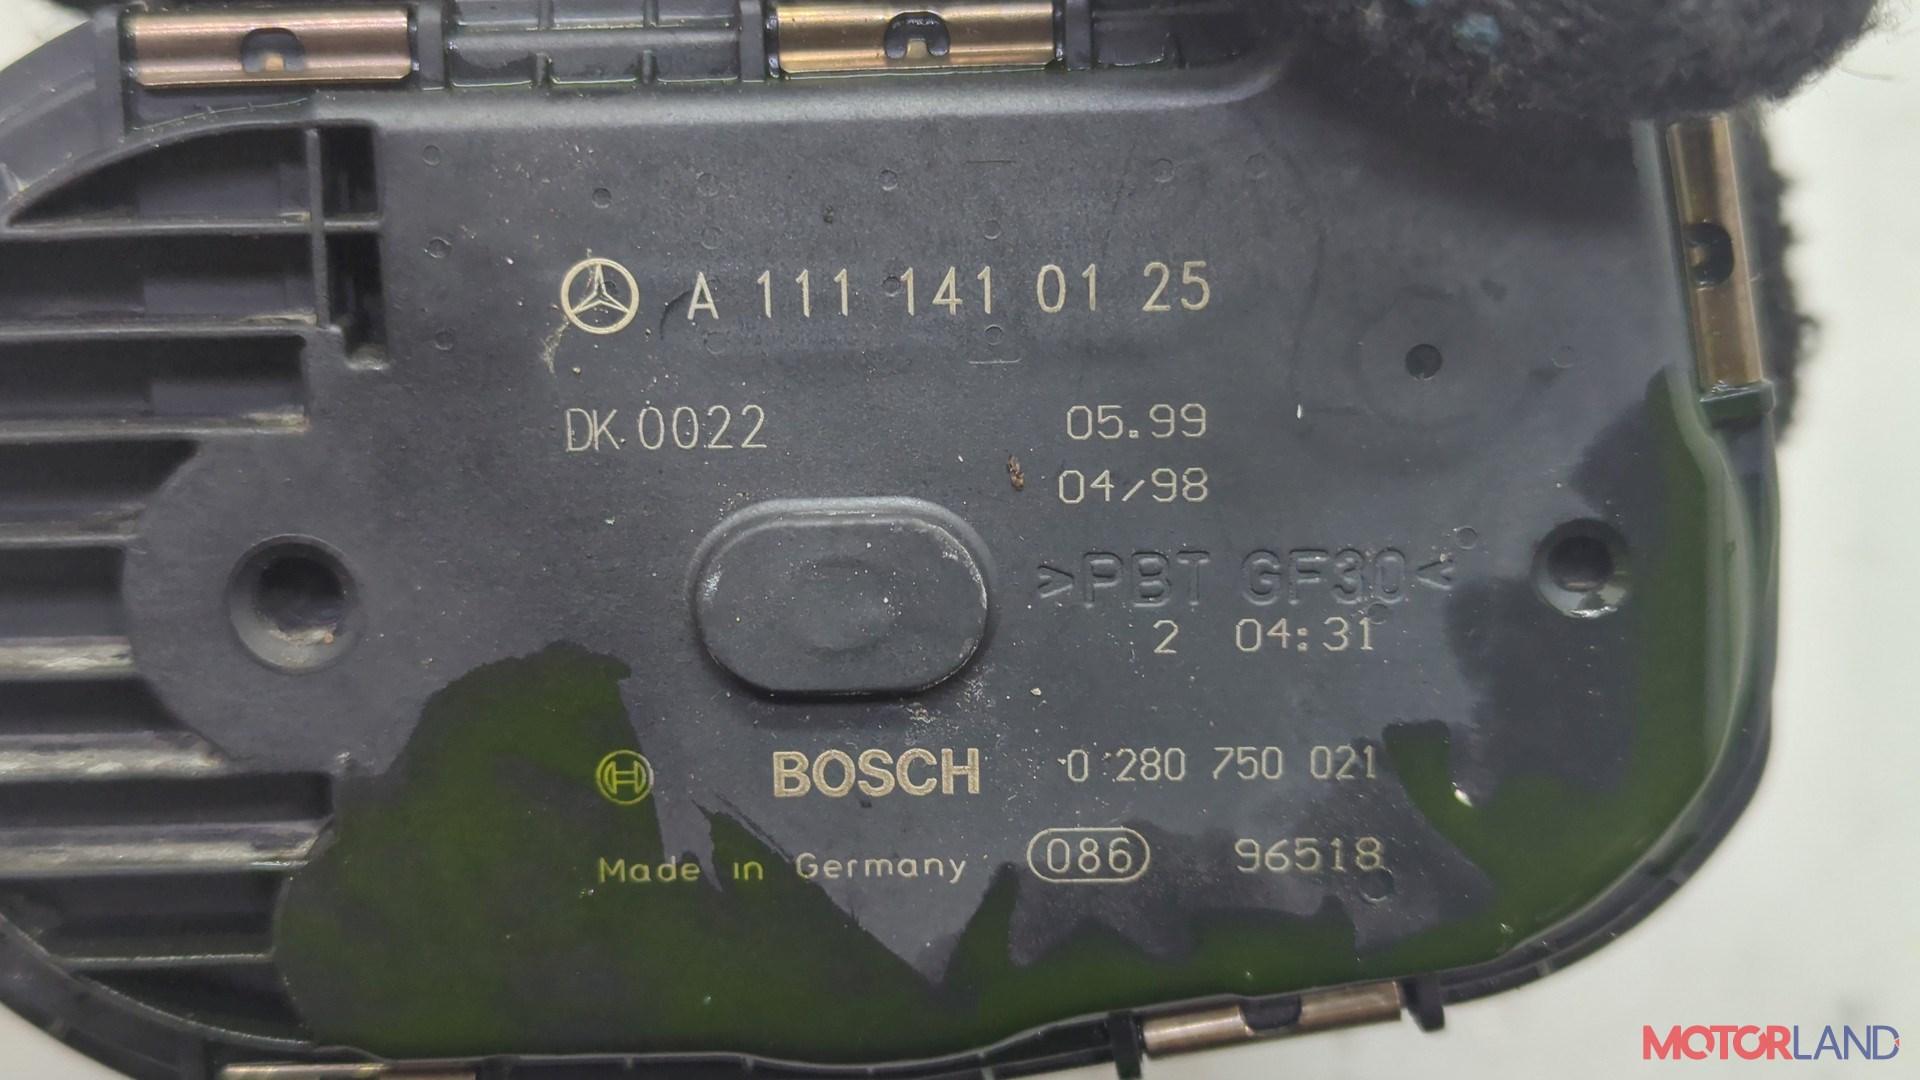 A 111 141 01 25
DK 0022
05.99
04/98
>PBT GF30<
2 04:31
BOSCH 0 280 750 021
Made in Germany 086 96518
MOTORLAND